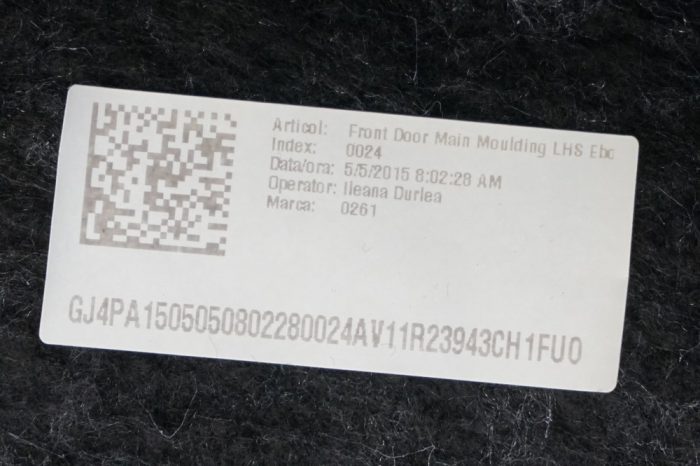 Articol: Front Door Main Moulding LHS Ebo
Index: 0024
Data/ora: 5/5/2015 8:02:28 AM
Operator: Ileana Durlea
Marca: 0261
GJ4PA1505050802280024AV11R23943CH1FU0